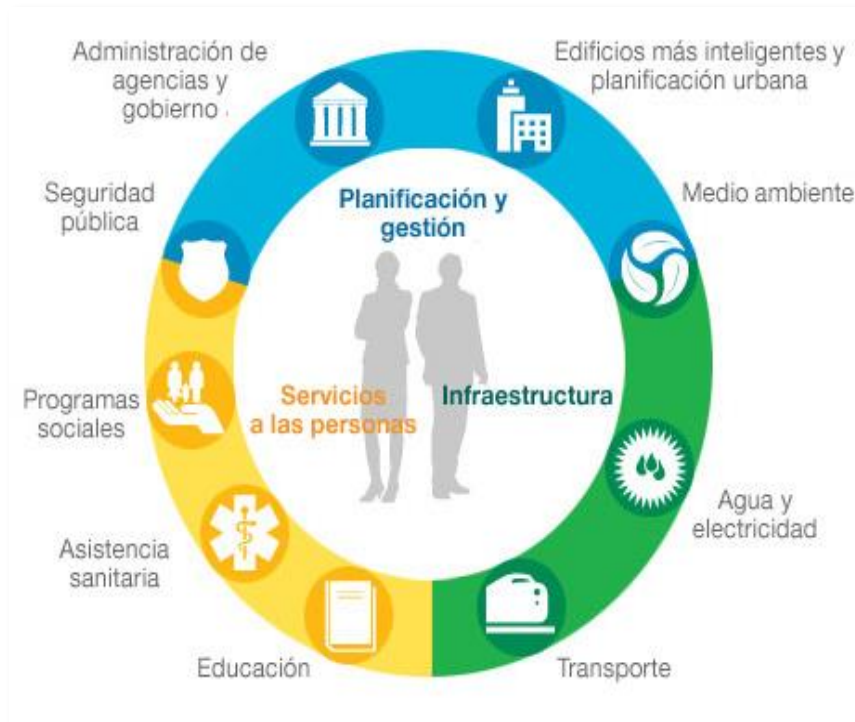 Administración de
agencias y
gobierno .
Edificios más inteligentes y
planificación urbana
Seguridad
pública
Planificación y
gestión
Medio ambiente
Programas
sociales
Servicios
a las personas
Infraestructura
Agua y
electricidad
Asistencia
sanitaria
Educación
Transporte